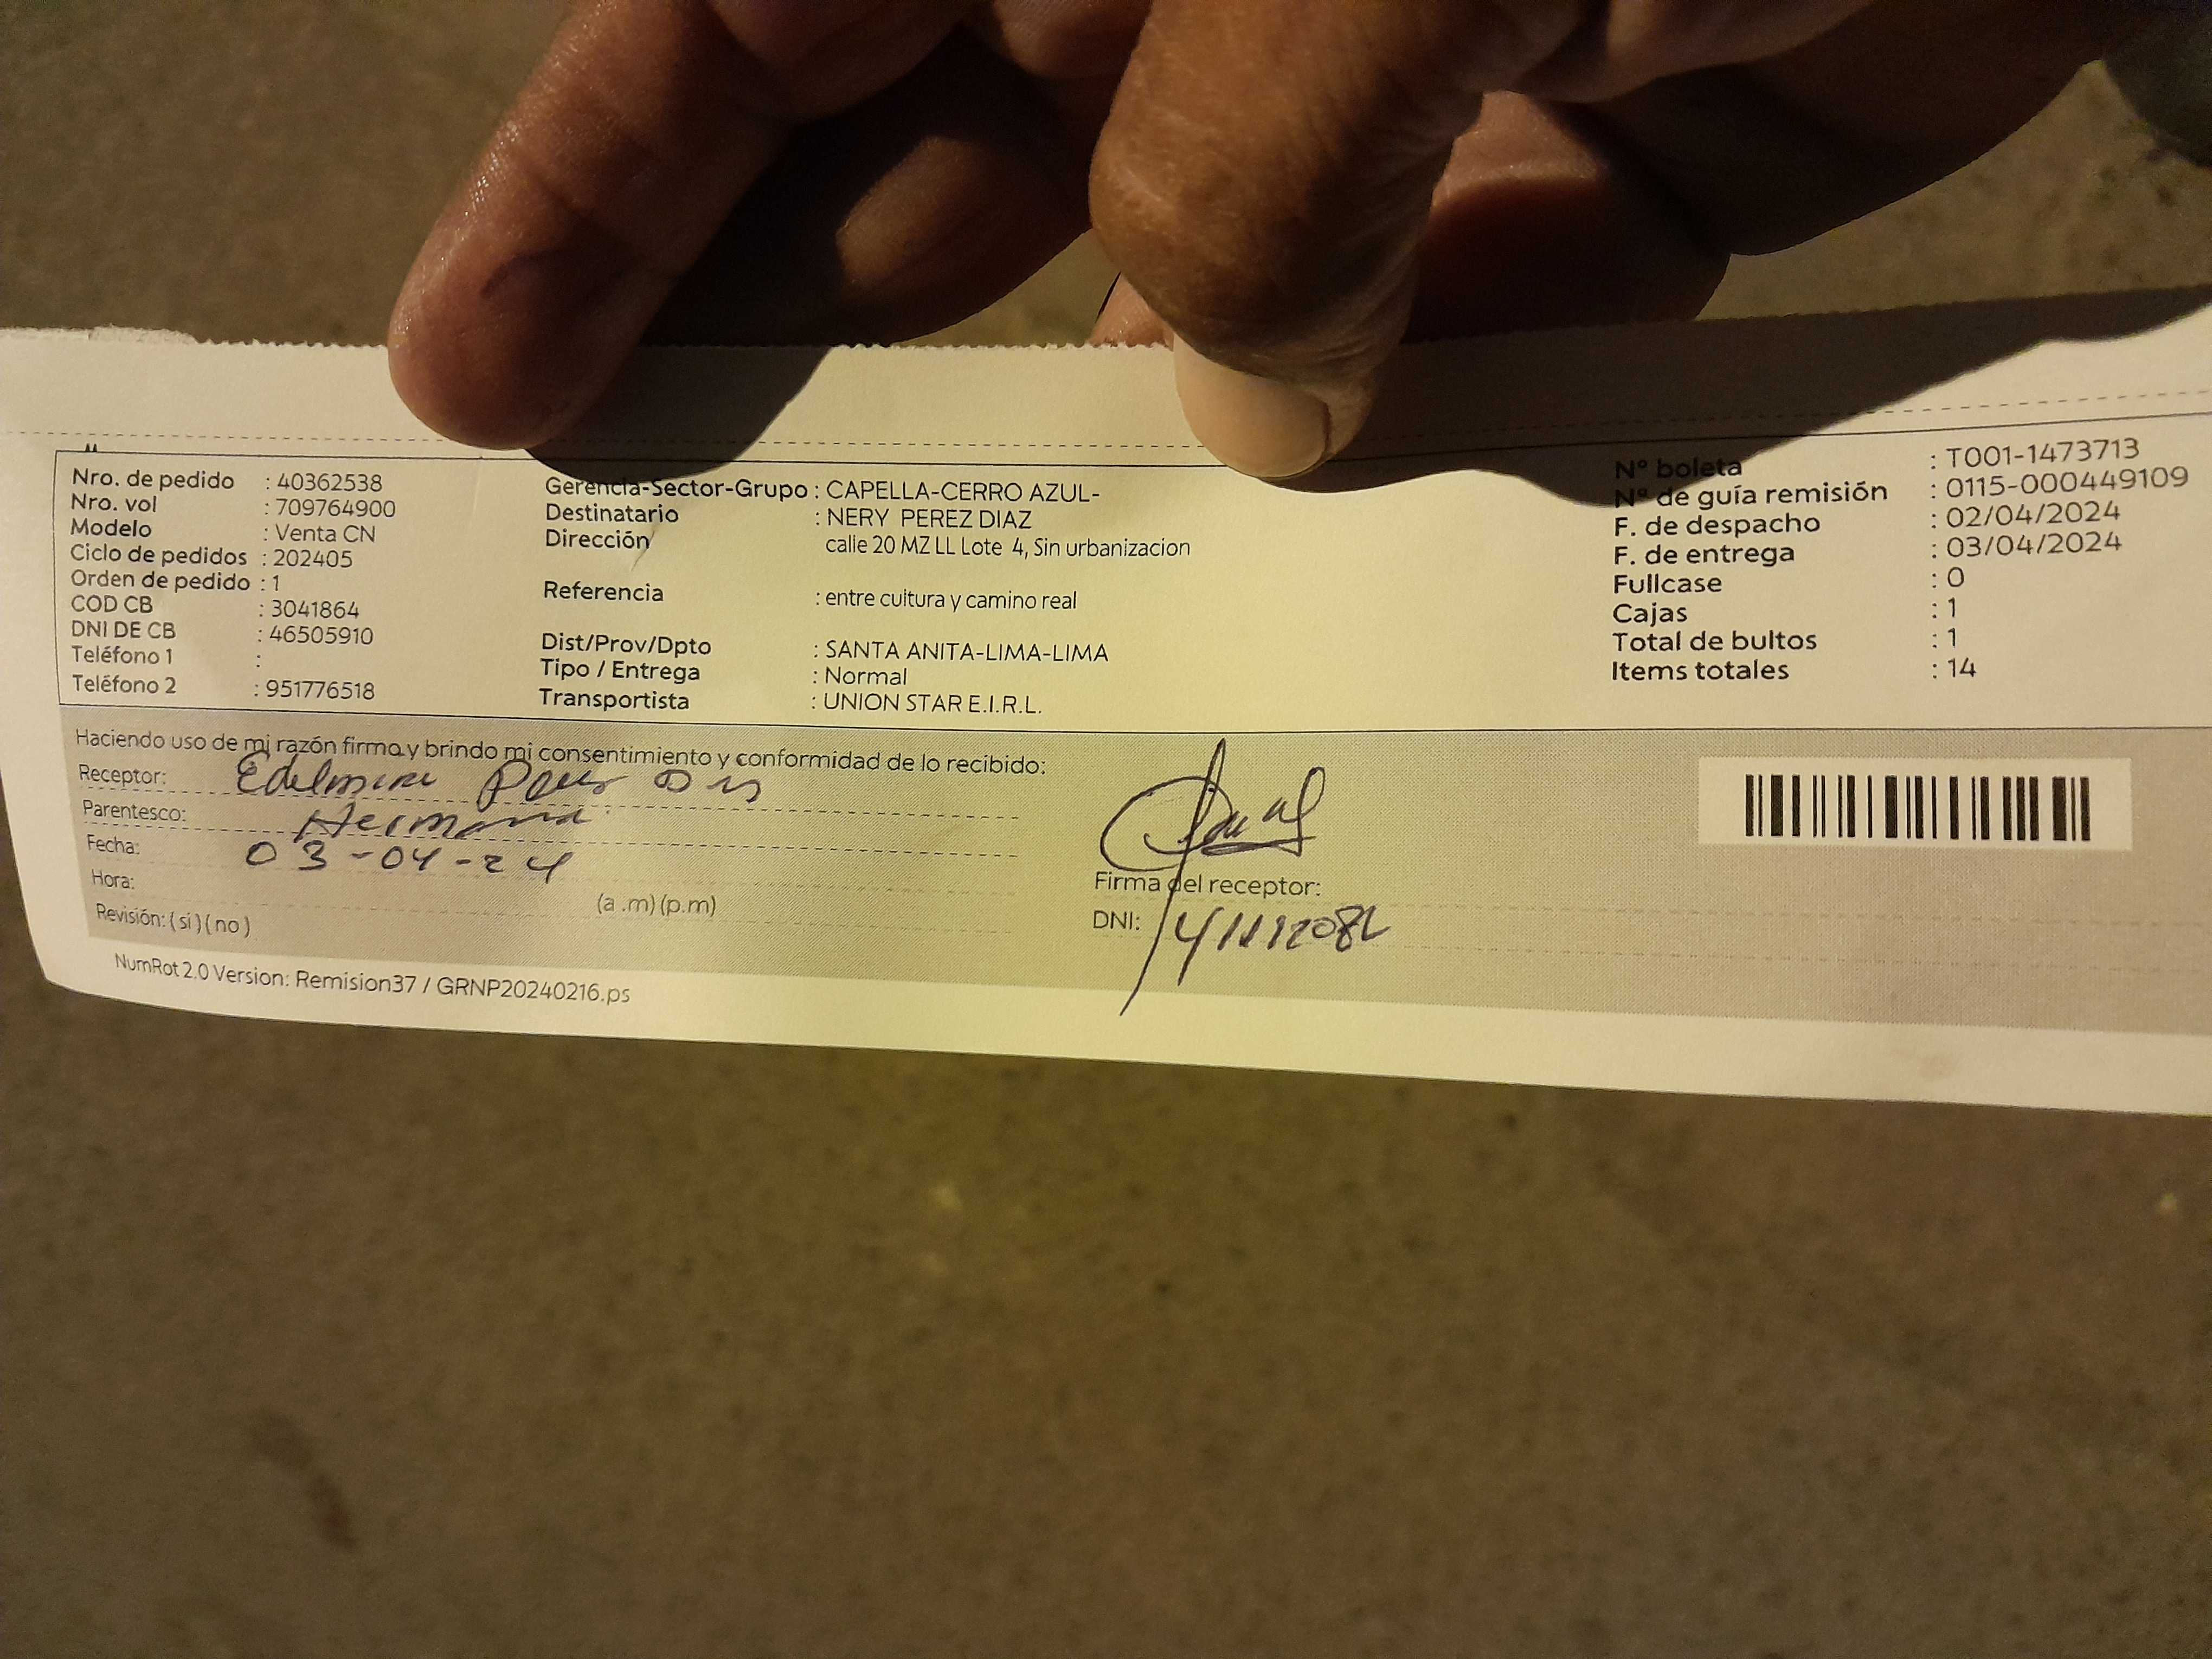 Nro. de pedido : 40362538
Nro. vol : 709764900
Modelo : Venta CN
Ciclo de pedidos : 202405
Orden de pedido : 1
COD CB : 3041864
DNI DE CB : 46505910
Teléfono 1 :
Teléfono 2 : 951776518
Gerencia-Sector-Grupo : CAPELLA-CERRO AZUL-
Destinatario : NERY PEREZ DIAZ
Dirección calle 20 MZ LL Lote 4, Sin urbanizacion
Referencia : entre cultura y camino real
Dist/Prov/Dpto : SANTA ANITA-LIMA-LIMA
Tipo / Entrega : Normal
Transportista : UNION STAR E.I.R.L.
N° boleta : T001-1473713
N° de guía remisión : 0115-000449109
F. de despacho : 02/04/2024
F. de entrega : 03/04/2024
Fullcase : 0
Cajas : 1
Total de bultos : 1
Items totales : 14
Haciendo uso de mi razón firmo y brindo mi consentimiento y conformidad de lo recibido:
Receptor:
Parentesco: Hermana
Fecha: 03-04-24
Hora: (a .m) (p.m)
Revisión: ( si ) ( no )
Firma del receptor:
DNI:
NumRot 2.0 Version: Remision37 / GRNP20240216.ps